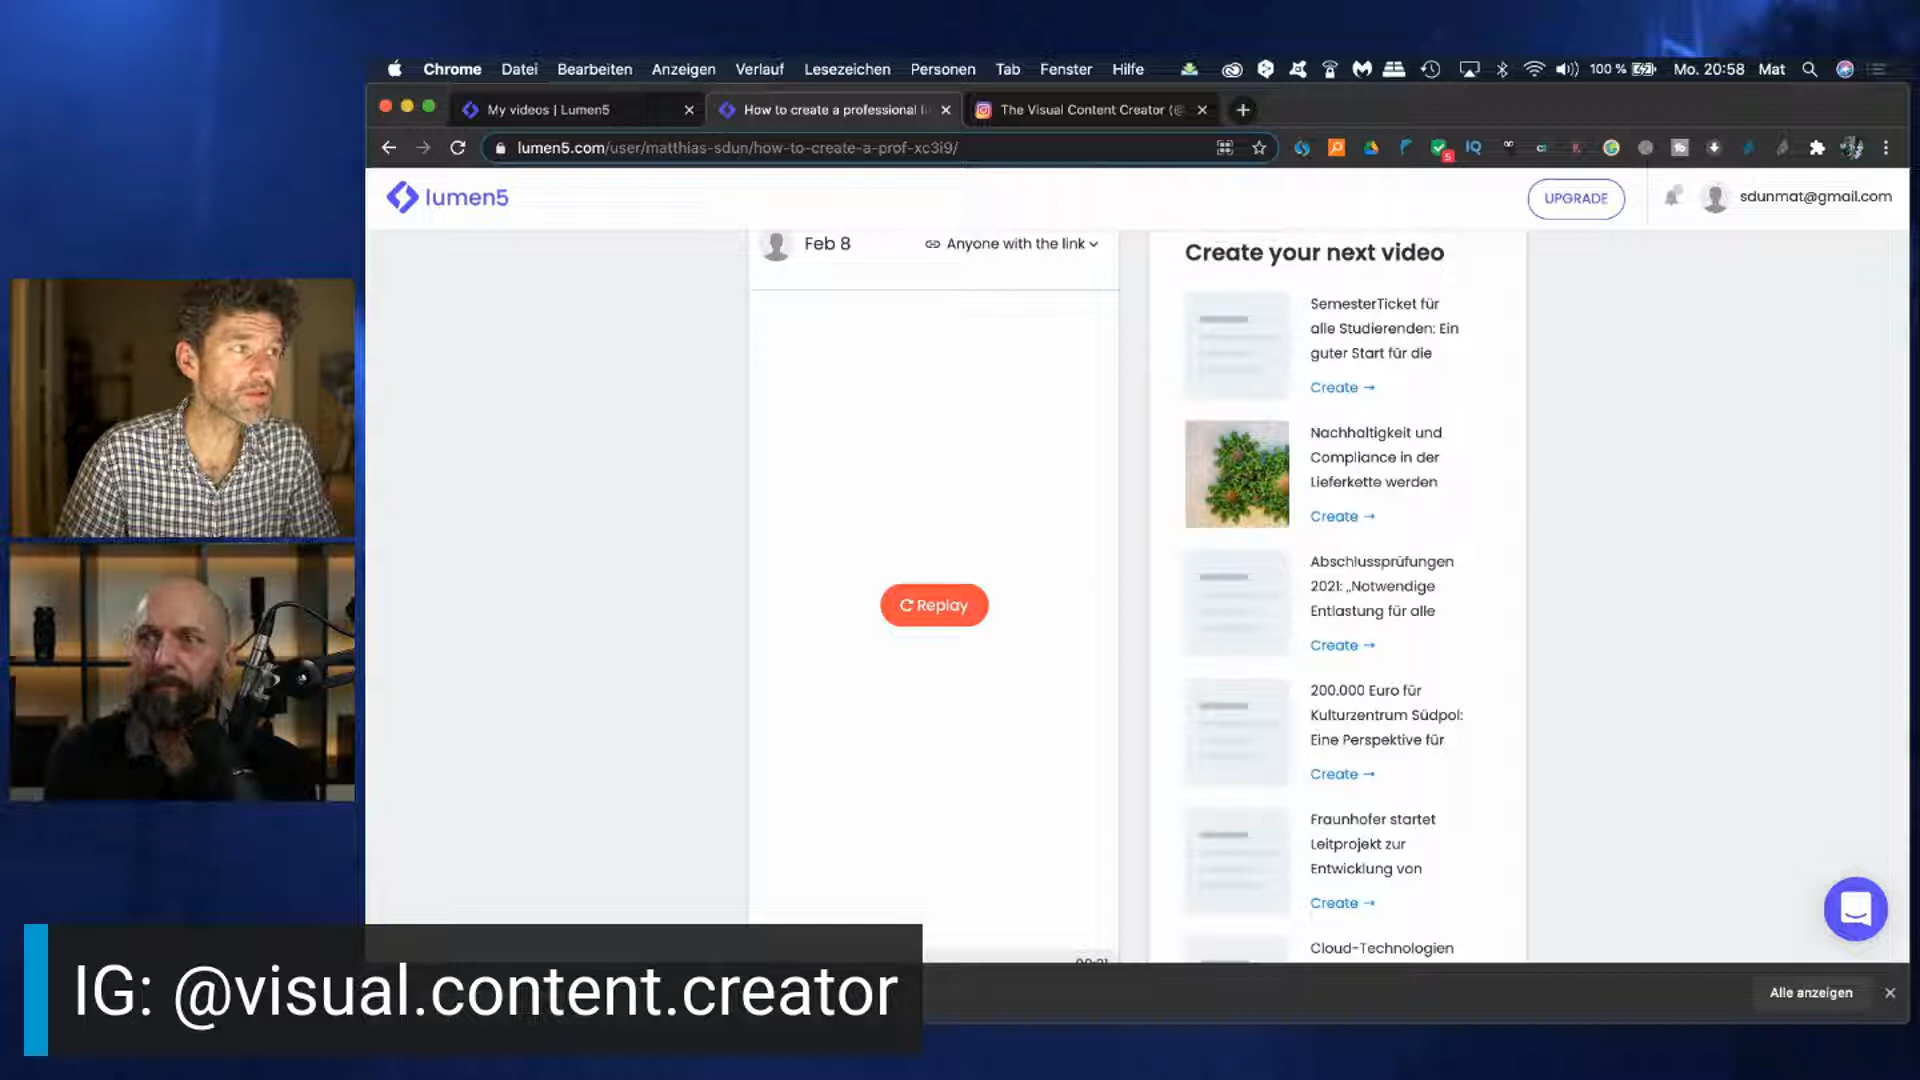 Chrome Datei Bearbeiten Anzeigen Verlauf Lesezeichen Personen Tab Fenster Hilfe 100 % Mo. 20:58 Mat
My videos | Lumen5
How to create a professional
The Visual Content Creator (@
lumen5.com/user/matthias-sdun/how-to-create-a-prof-xc3i9/
5
IQ
lumen5
UPGRADE
sdunmat@gmail.com
Feb 8
Anyone with the link
Replay
Create your next video
SemesterTicket für
alle Studierenden: Ein
guter Start für die
Create →
Nachhaltigkeit und
Compliance in der
Lieferkette werden
Create →
Abschlussprüfungen
2021: „Notwendige
Entlastung für alle
Create →
200.000 Euro für
Kulturzentrum Südpol:
Eine Perspektive für
Create →
Fraunhofer startet
Leitprojekt zur
Entwicklung von
Create →
Cloud-Technologien
Alle anzeigen
IG: @visual.content.creator